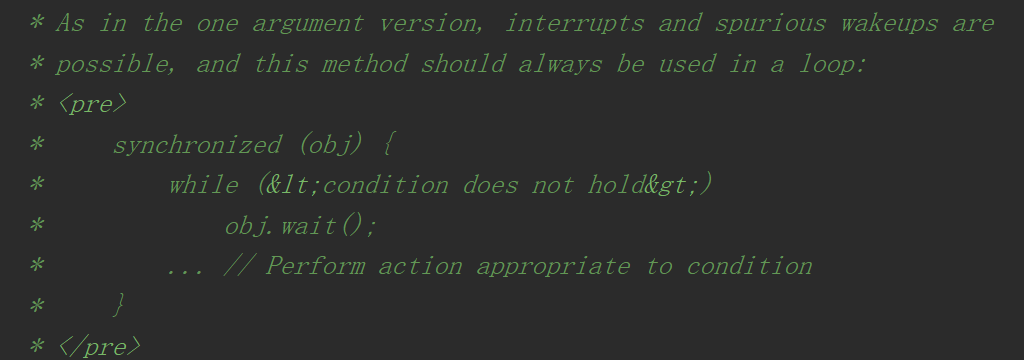 * As in the one argument version, interrupts and spurious wakeups are
* possible, and this method should always be used in a loop:
* <pre>
*     synchronized (obj) {
*         while (&lt;condition does not hold&gt;)
*             obj.wait();
*         ... // Perform action appropriate to condition
*     }
* </pre>